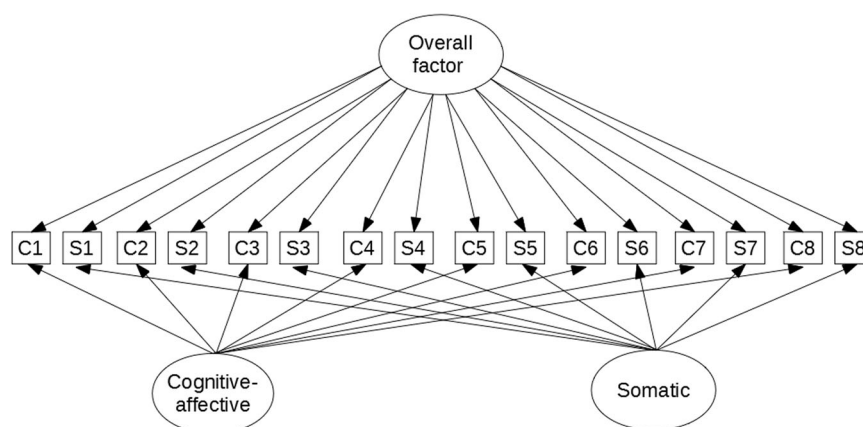 Overall
factor
C1 S1 C2 S2 C3 S3 C4 S4 C5 S5 C6 S6 C7 S7 C8 S8
Cognitive-
affective
Somatic